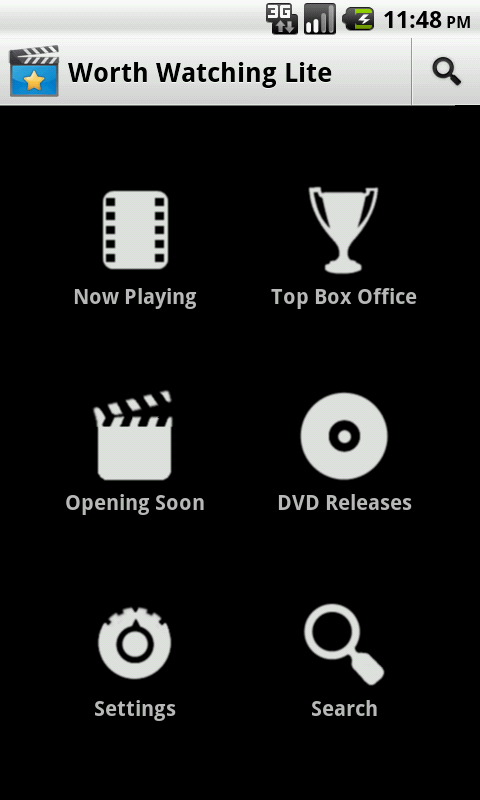 3G 11:48 PM
Worth Watching Lite
Now Playing Top Box Office
Opening Soon DVD Releases
Settings Search